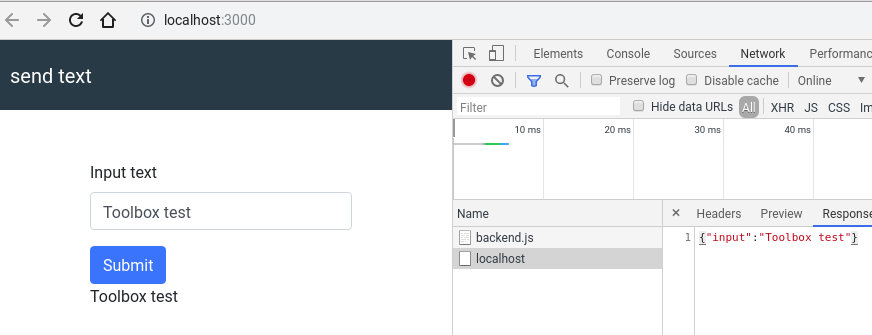 localhost:3000
send text
Input text
Toolbox test
Submit
Toolbox test
Elements Console Sources Network Performanc
Preserve log Disable cache Online
Filter Hide data URLs All XHR JS CSS Im
10 ms 20 ms 30 ms 40 ms
Name
backend.js
localhost
× Headers Preview Response
1 {"input":"Toolbox test"}